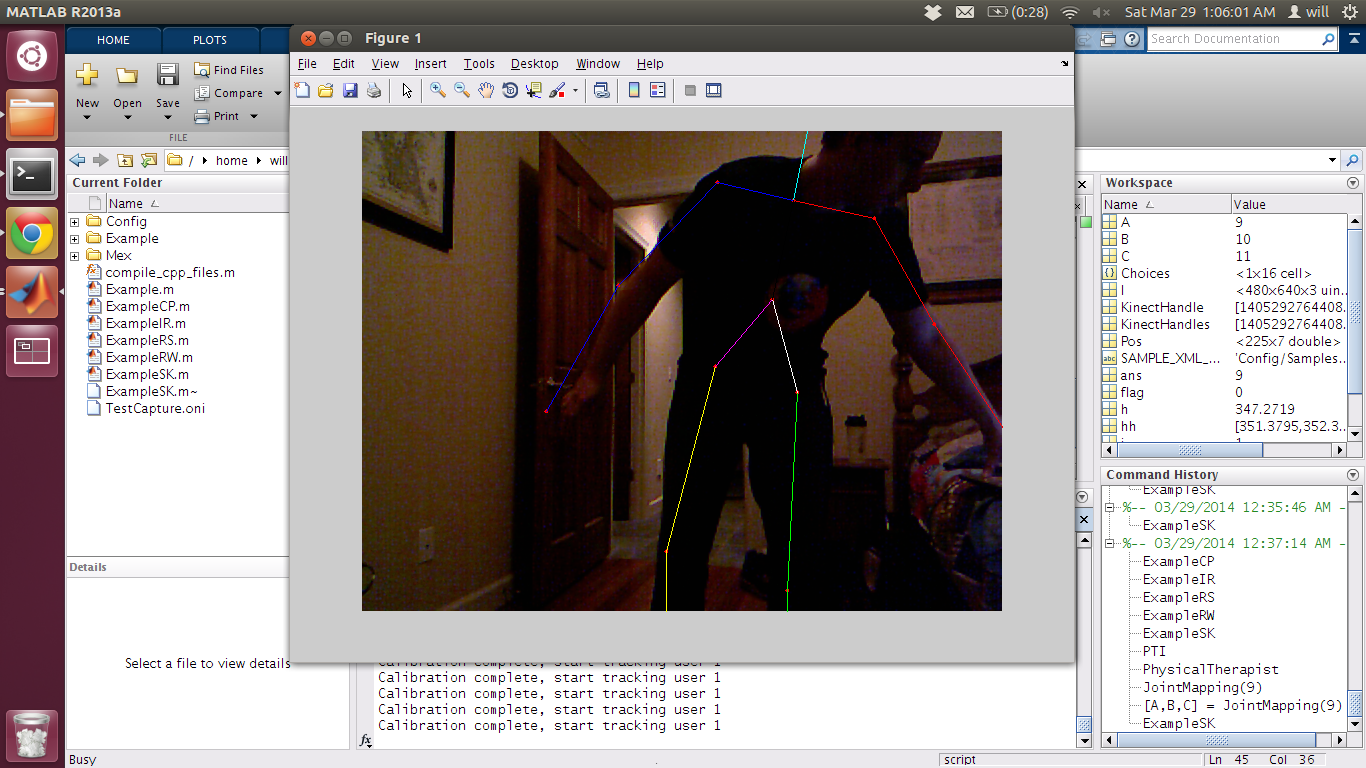 MATLAB R2013a
(0:28)
Sat Mar 29 1:06:01 AM
will
HOME
PLOTS
Search Documentation
Figure 1
File Edit View Insert Tools Desktop Window Help
New
Open
Save
Find Files
Compare
Print
FILE
/ home will
Current Folder
Name
Config
Example
Mex
compile_cpp_files.m
Example.m
ExampleCP.m
ExampleIR.m
ExampleRS.m
ExampleRW.m
ExampleSK.m
ExampleSK.m~
TestCapture.oni
Details
Select a file to view details
Calibration complete, start tracking user 1
Calibration complete, start tracking user 1
Calibration complete, start tracking user 1
Calibration complete, start tracking user 1
Calibration complete, start tracking user 1
fx
Workspace
Name Value
A 9
B 10
C 11
Choices <1x16 cell>
I <480x640x3 uin..
KinectHandle [1405292764408..
KinectHandles [1405292764408..
Pos <225x7 double>
abc SAMPLE_XML_... 'Config/Samples..
ans 9
flag 0
h 347.2719
hh [351.3795,352.3..
Command History
ExampleSK
%-- 03/29/2014 12:35:46 AM -
ExampleSK
%-- 03/29/2014 12:37:14 AM -
ExampleCP
ExampleIR
ExampleRS
ExampleRW
ExampleSK
PTI
PhysicalTherapist
JointMapping(9)
[A,B,C] = JointMapping(9)
ExampleSK
Busy
script
Ln 45 Col 36